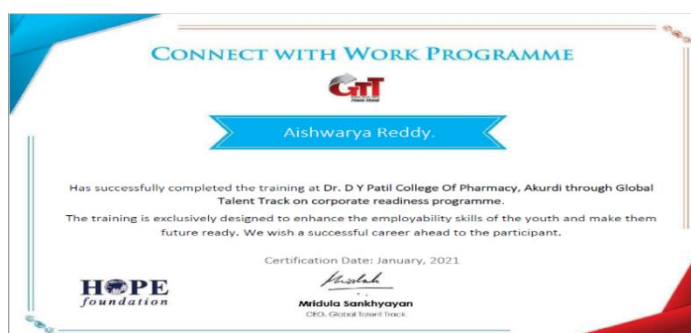 CONNECT WITH WORK PROGRAMME
GTT
Aishwarya Reddy.
Has successfully completed the training at Dr. D Y Patil College Of Pharmacy, Akurdi through Global
Talent Track on corporate readiness programme.
The training is exclusively designed to enhance the employability skills of the youth and make them
future ready. We wish a successful career ahead to the participant.
Certification Date: January, 2021
HOPE
foundation
Mridula Sankhyayan
CEO, Global Talent Track